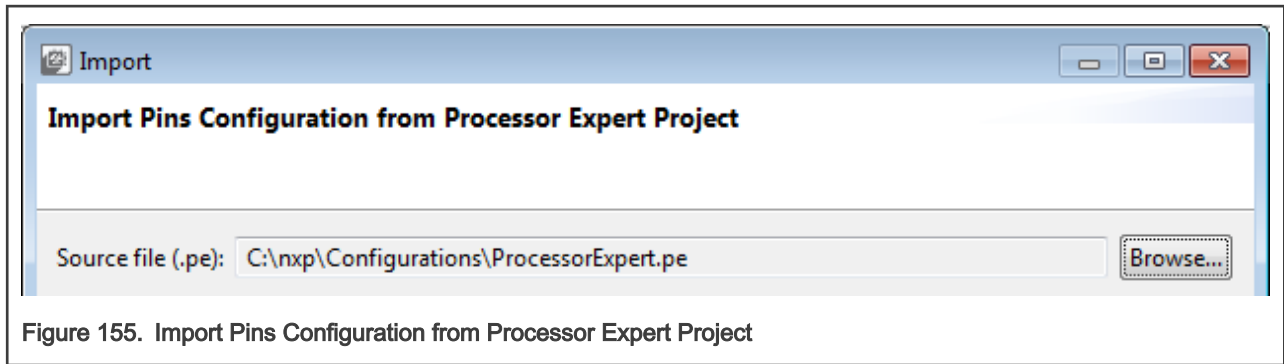 Import
Import Pins Configuration from Processor Expert Project
Source file (.pe): C:\nxp\Configurations\ProcessorExpert.pe Browse...
Figure 155. Import Pins Configuration from Processor Expert Project